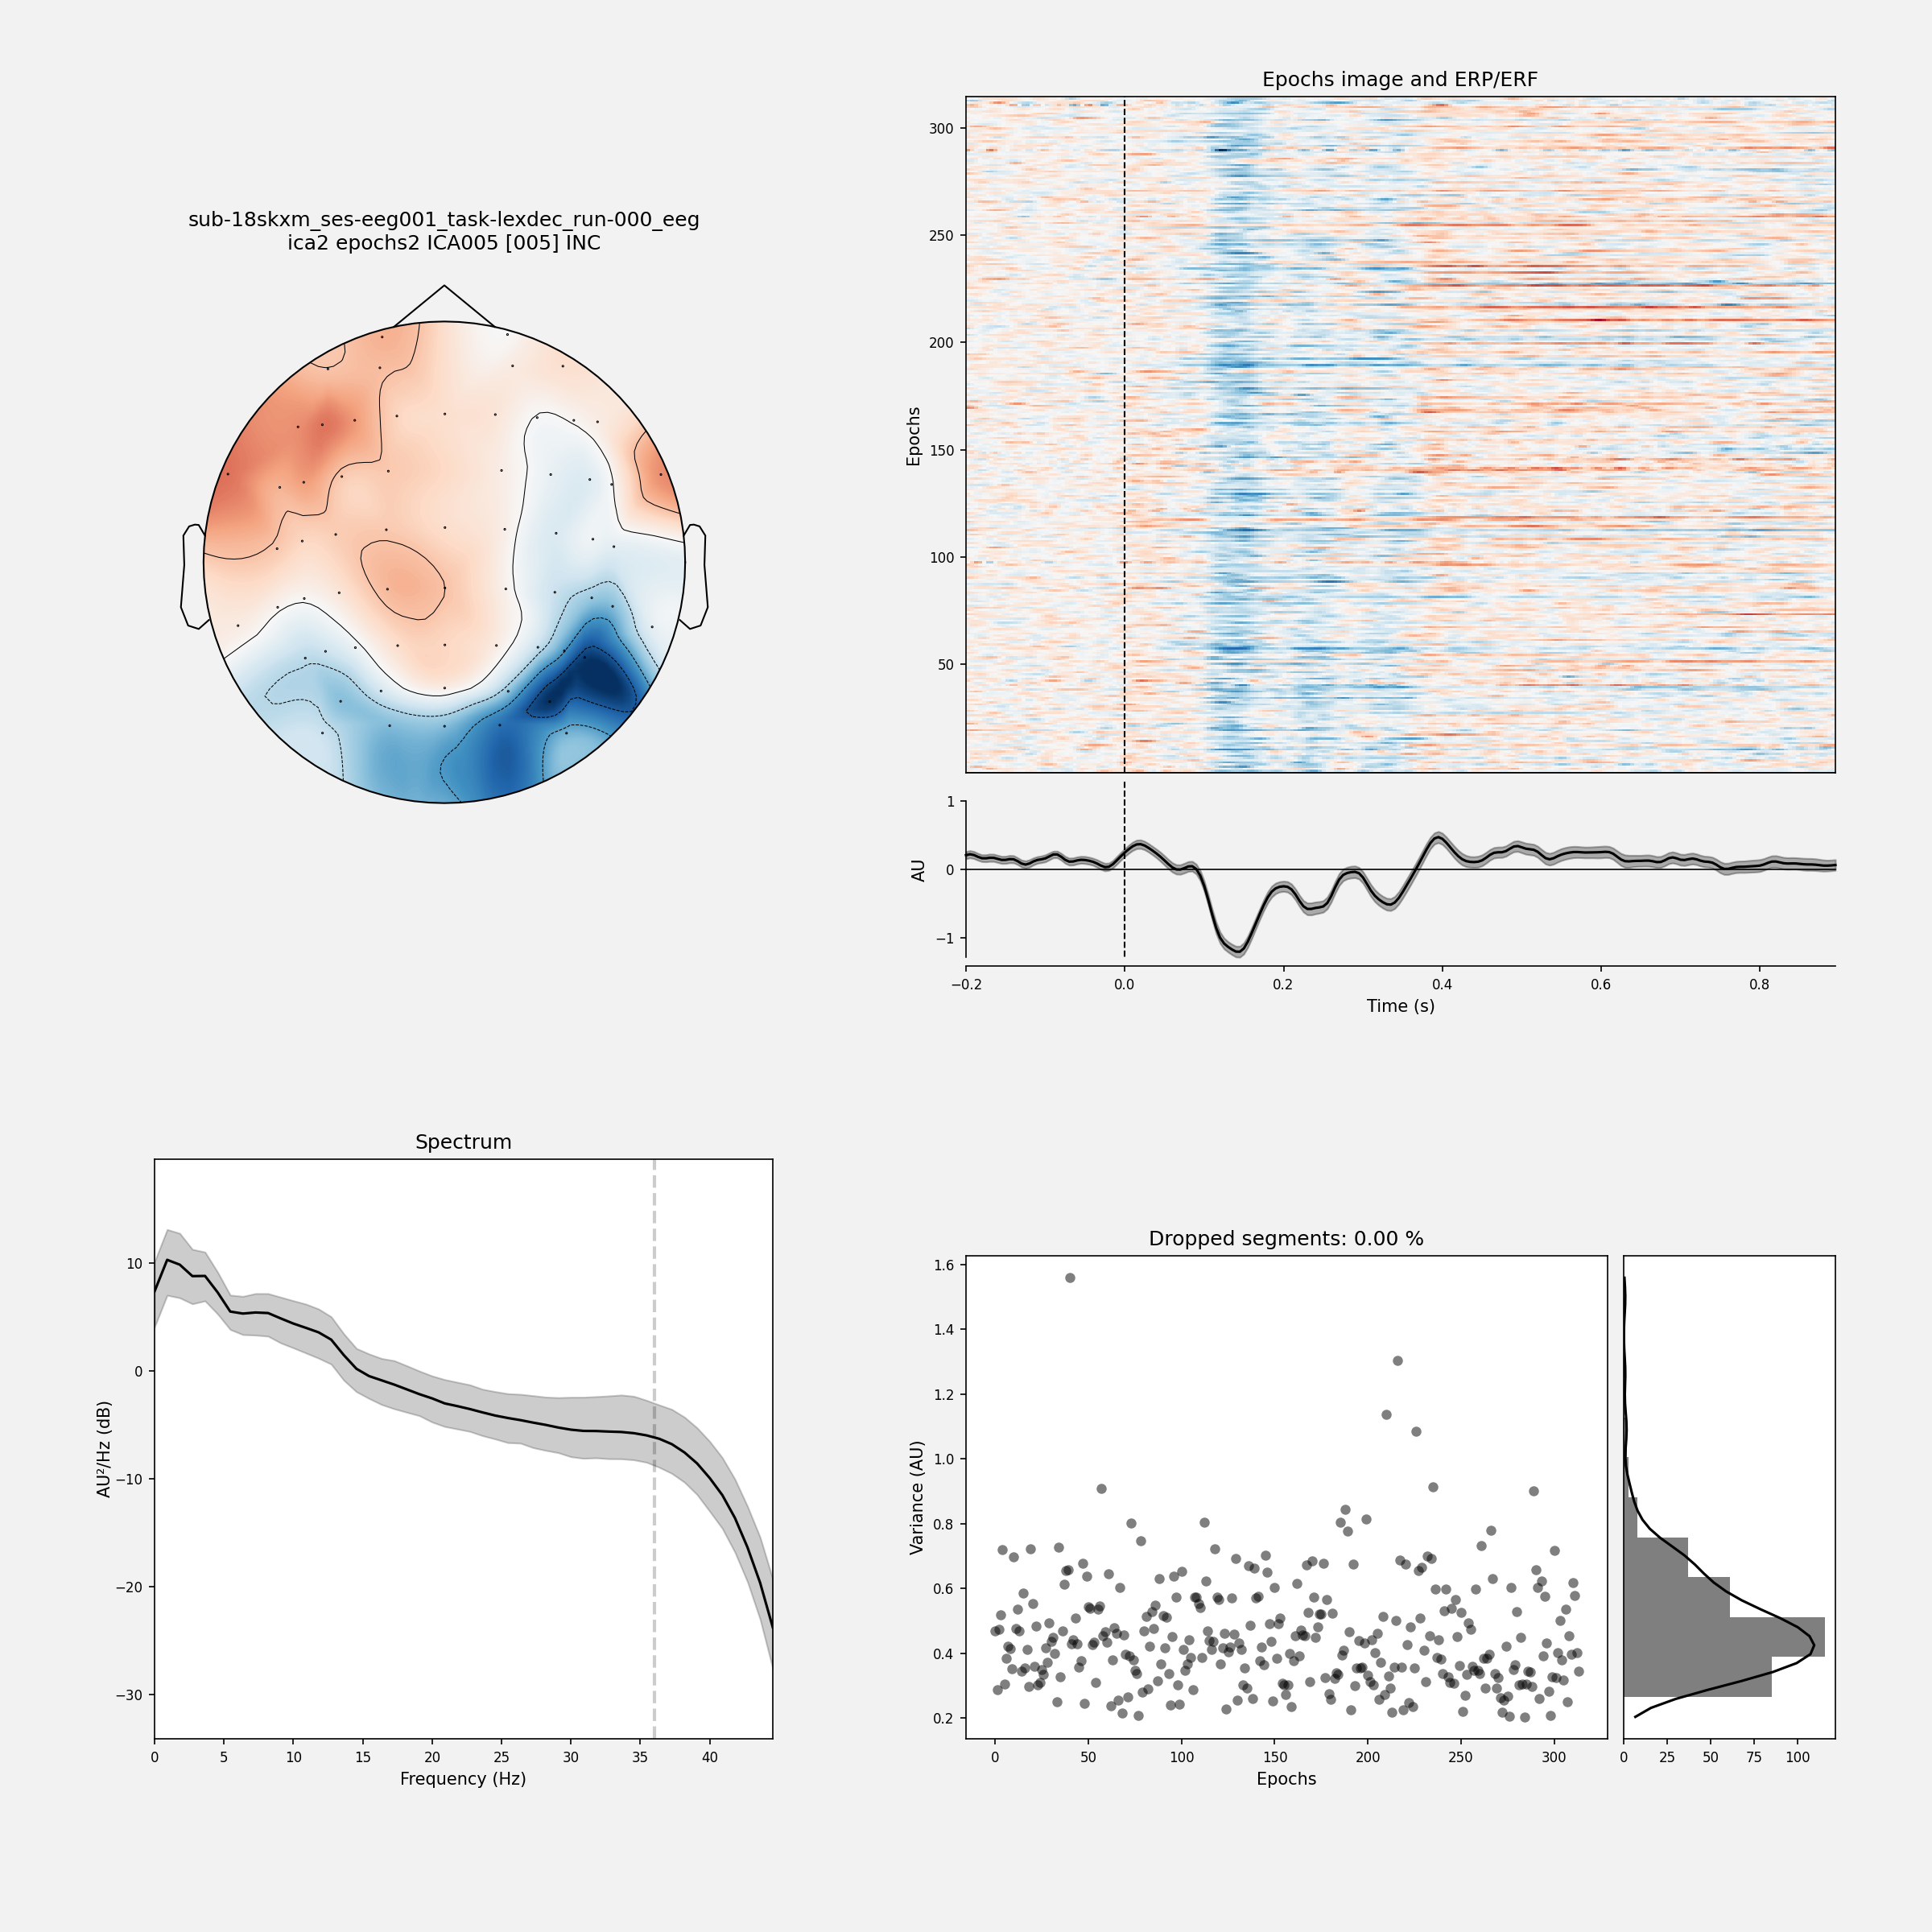 sub-18skxm_ses-eeg001_task-lexdec_run-000_eeg
ica2 epochs2 ICA005 [005] INC
Epochs image and ERP/ERF
Epochs
300
250
200
150
100
50
AU
1
0
−1
−0.2 0.0 0.2 0.4 0.6 0.8
Time (s)
Spectrum
AU²/Hz (dB)
10
0
−10
−20
−30
0 5 10 15 20 25 30 35 40
Frequency (Hz)
Dropped segments: 0.00 %
Variance (AU)
1.6
1.4
1.2
1.0
0.8
0.6
0.4
0.2
0 50 100 150 200 250 300
Epochs
0 25 50 75 100